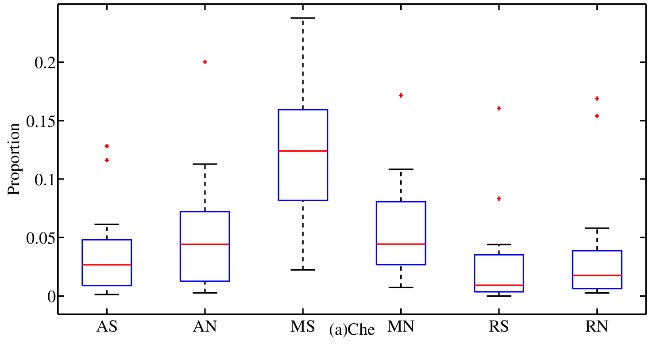 Proportion
0.2
0.15
0.1
0.05
0
AS AN MS MN RS RN
(a)Che